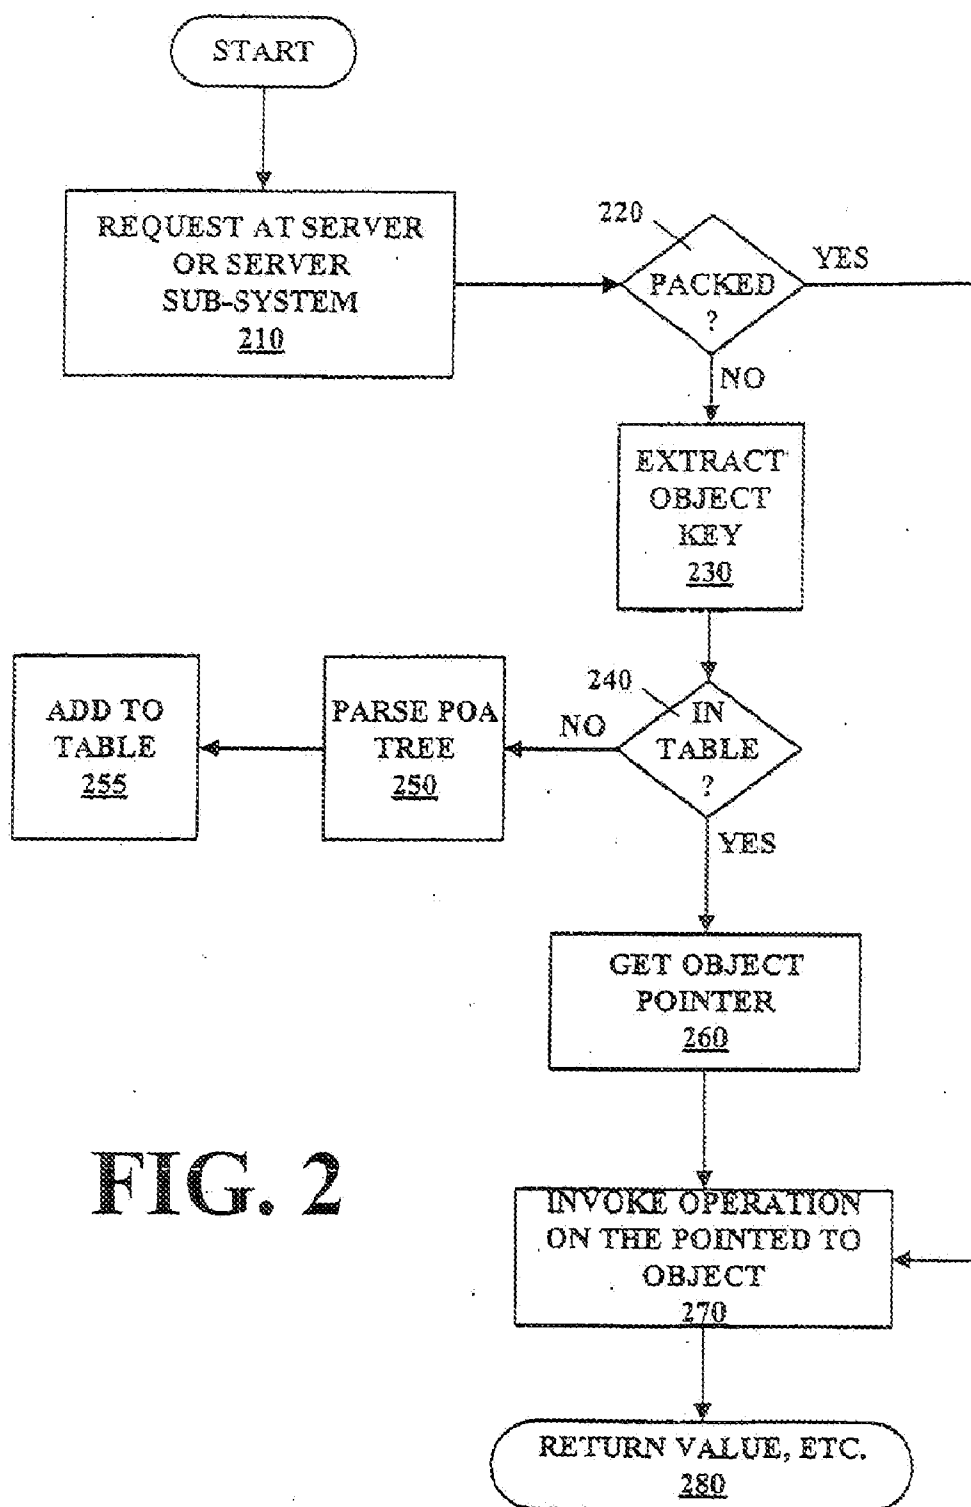 START
REQUEST AT SERVER
OR SERVER
SUB-SYSTEM
210
220
PACKED
?
YES
NO
EXTRACT
OBJECT
KEY
230
240
IN
TABLE
?
NO
PARSE POA
TREE
250
ADD TO
TABLE
255
YES
GET OBJECT
POINTER
260
FIG. 2
INVOKE OPERATION
ON THE POINTED TO
OBJECT
270
RETURN VALUE, ETC.
280